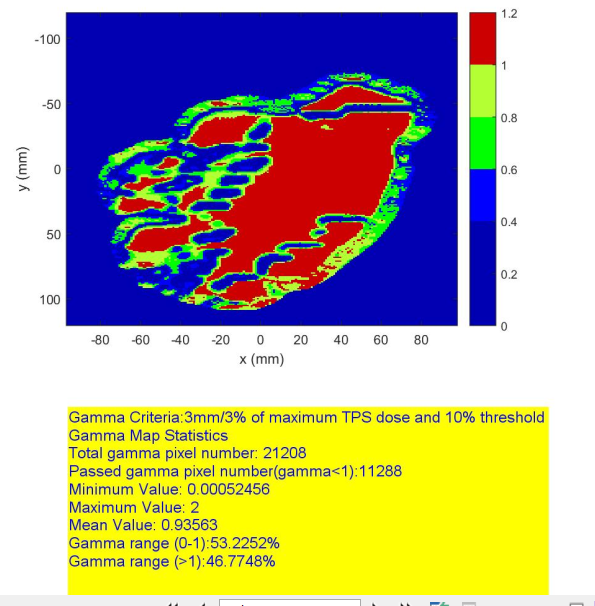 1.2
-100
1
-50
0.8
0
0.6
y (mm)
0.4
50
0.2
100
0
-80 -60 -40 -20 0 20 40 60 80
x (mm)
Gamma Criteria:3mm/3% of maximum TPS dose and 10% threshold
Gamma Map Statistics
Total gamma pixel number: 21208
Passed gamma pixel number(gamma<1):11288
Minimum Value: 0.00052456
Maximum Value: 2
Mean Value: 0.93563
Gamma range (0-1):53.2252%
Gamma range (>1):46.7748%